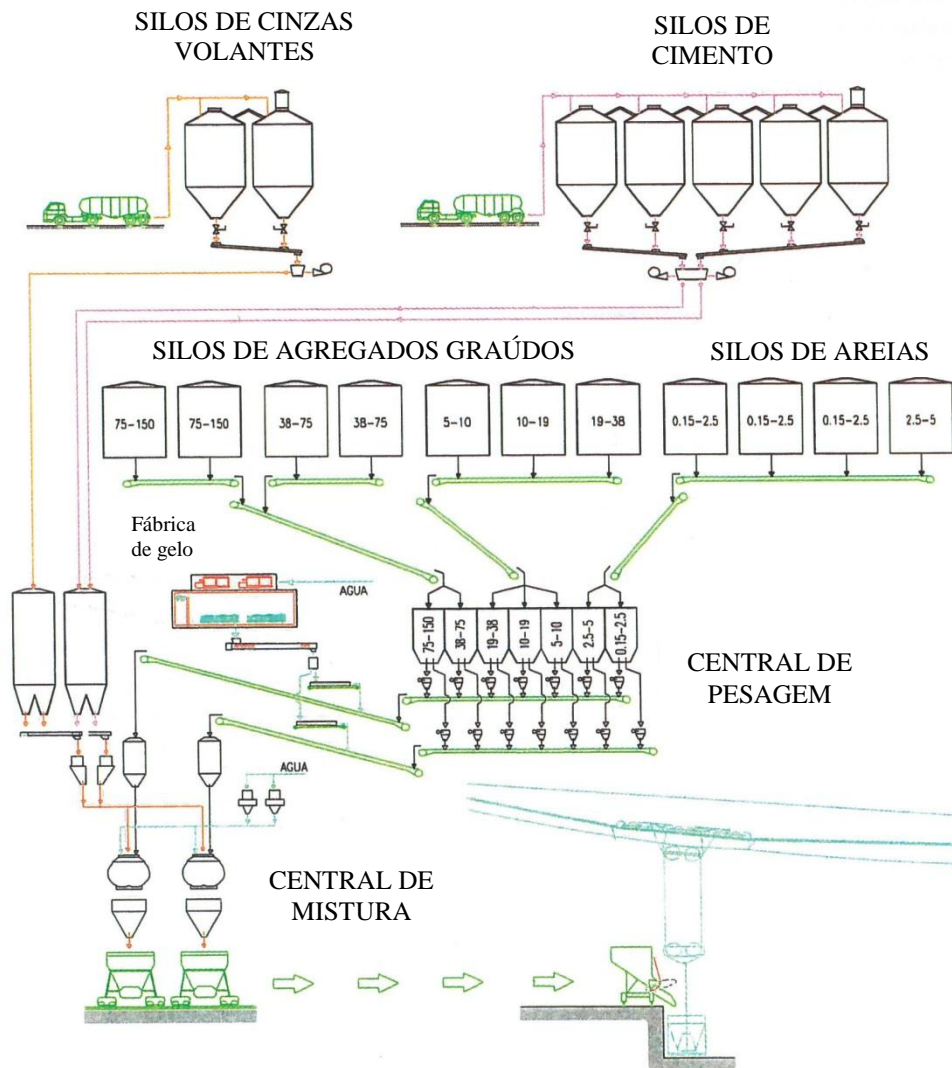 SILOS DE CINZAS
VOLANTES
SILOS DE
CIMENTO
SILOS DE AGREGADOS GRAÚDOS
SILOS DE AREIAS
75-150
75-150
38-75
38-75
5-10
10-19
19-38
0.15-2.5
0.15-2.5
0.15-2.5
2.5-5
Fábrica
de gelo
AGUA
75-150
38-75
19-38
10-19
5-10
2.5-5
0.15-2.5
CENTRAL DE
PESAGEM
AGUA
CENTRAL DE
MISTURA